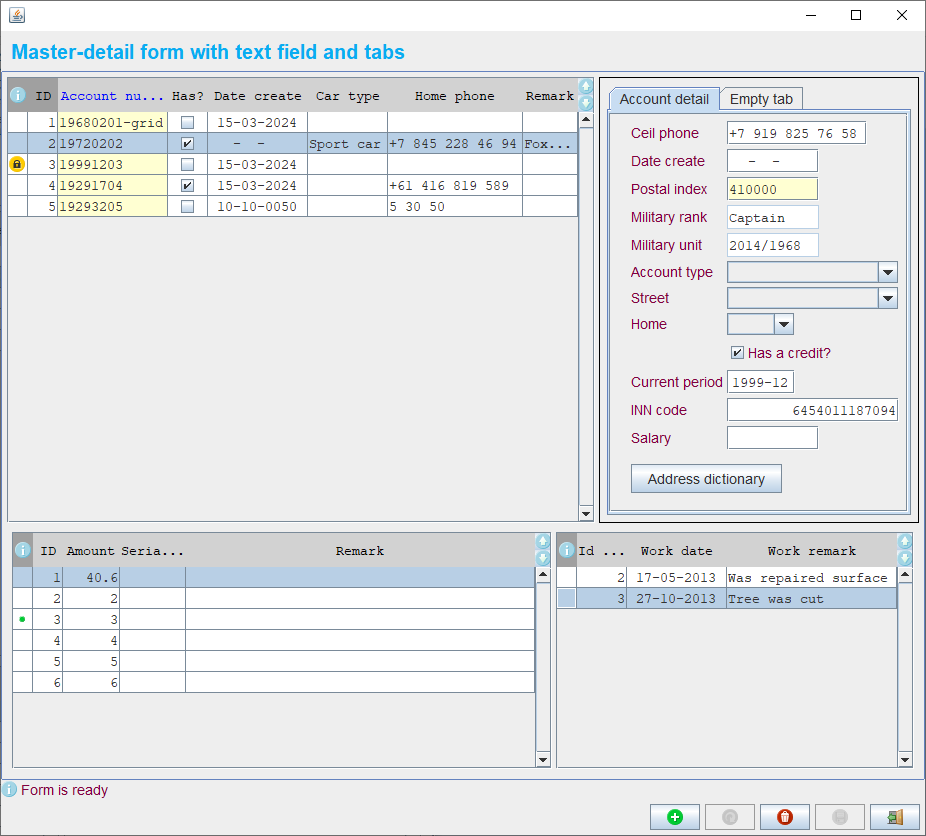 Master-detail form with text field and tabs
ID Account nu... Has? Date create Car type Home phone Remark
1 19680201-grid 15-03-2024
2 19720202 - - Sport car +7 845 228 46 94 Fox...
3 19991203 15-03-2024
4 19291704 15-03-2024 +61 416 819 589
5 19293205 10-10-0050 5 30 50
Account detail Empty tab
Ceil phone +7 919 825 76 58
Date create - -
Postal index 410000
Military rank Captain
Military unit 2014/1968
Account type
Street
Home
Has a credit?
Current period 1999-12
INN code 6454011187094
Salary
Address dictionary
ID Amount Seria... Remark
1 40.6
2 2
3 3
4 4
5 5
6 6
Id ... Work date Work remark
2 17-05-2013 Was repaired surface
3 27-10-2013 Tree was cut
Form is ready